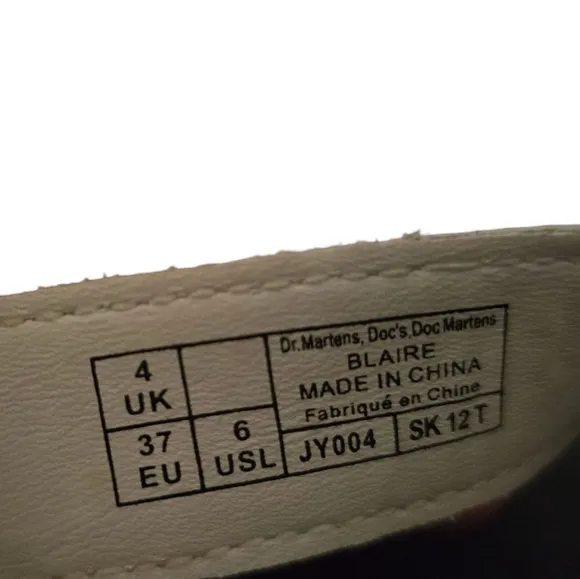 4
UK
37
EU
6
USL
Dr.Martens, Doc's, Doc Martens
BLAIRE
MADE IN CHINA
Fabriqué en Chine
JY004
SK 12 T